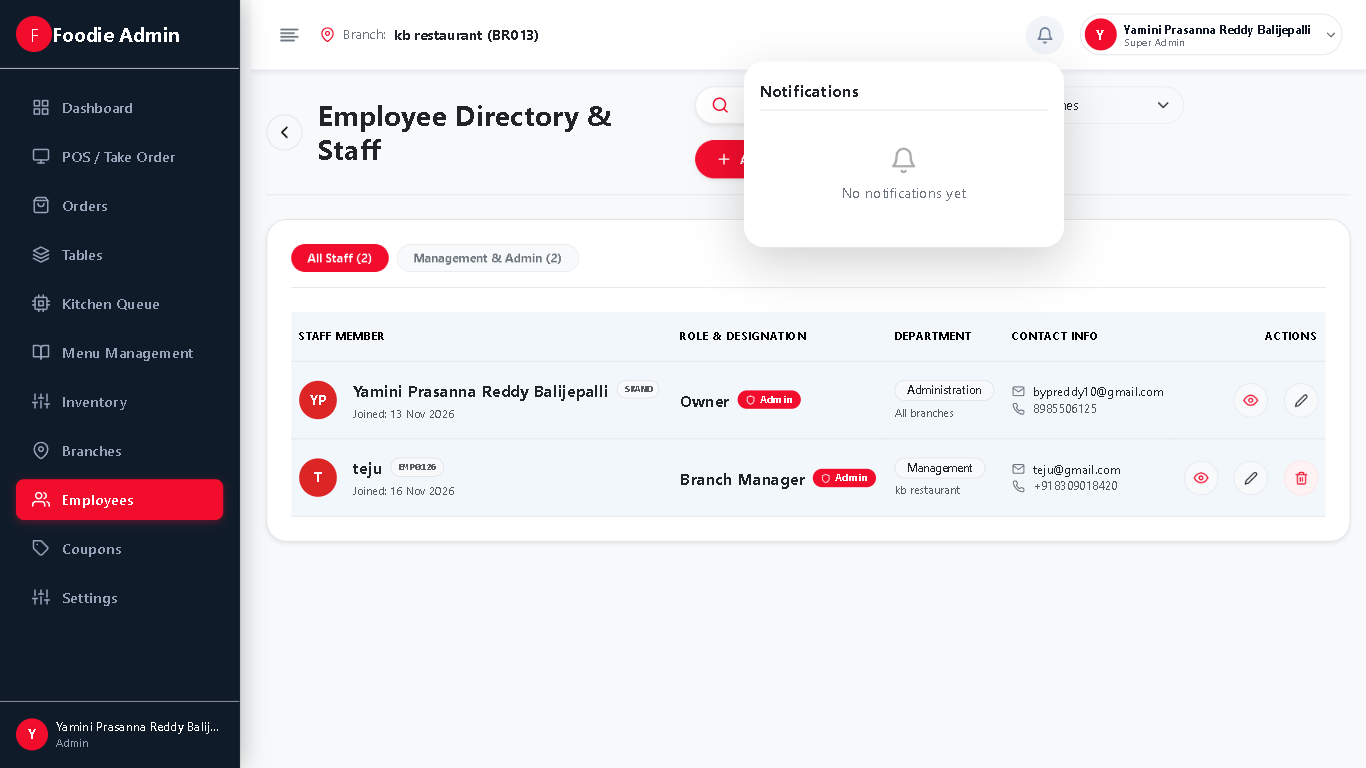 F Foodie Admin
Dashboard
POS / Take Order
Orders
Tables
Kitchen Queue
Menu Management
Inventory
Branches
Employees
Coupons
Settings
Y
Yamini Prasanna Reddy Balij...
Admin
Branch: kb restaurant (BR013)
Y
Yamini Prasanna Reddy Balijepalli
Super Admin
Employee Directory &
Staff
Notifications
No notifications yet
All Staff (2)
Management & Admin (2)
STAFF MEMBER
ROLE & DESIGNATION
DEPARTMENT
CONTACT INFO
ACTIONS
YP
Yamini Prasanna Reddy Balijepalli
Joined: 13 Nov 2026
Owner
Admin
Administration
All branches
bypreddy10@gmail.com
8985506125
T
teju
EMP0126
Joined: 16 Nov 2026
Branch Manager
Admin
Management
kb restaurant
teju@gmail.com
+918309018420